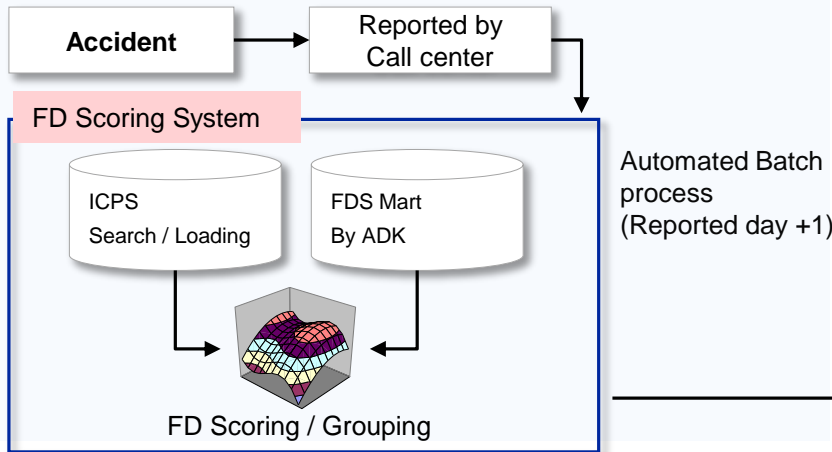 Accident
Reported by
Call center
FD Scoring System
ICPS
Search / Loading
FDS Mart
By ADK
Automated Batch
process
(Reported day +1)
FD Scoring / Grouping